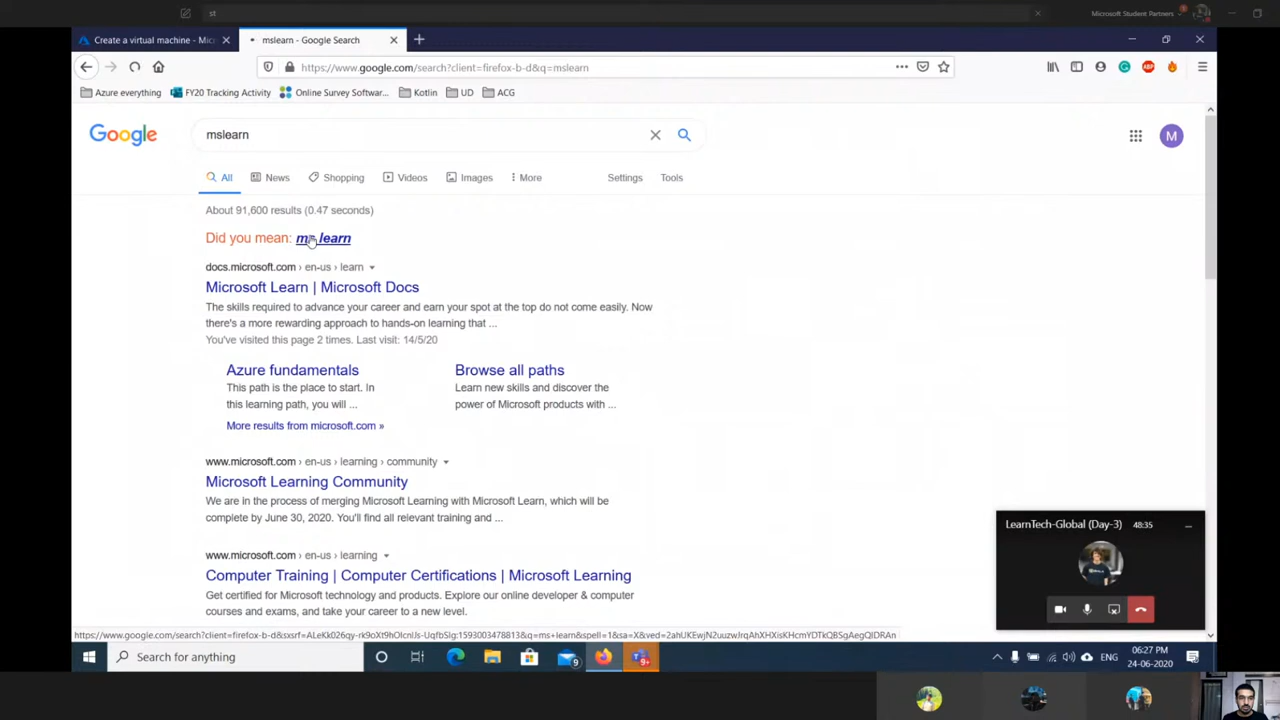 st
Microsoft Student Partners
Create a virtual machine - Mic
mslearn - Google Search
https://www.google.com/search?client=firefox-b-d&q=mslearn
Azure everything
FY20 Tracking Activity
Online Survey Softwar...
Kotlin
UD
ACG
Google
mslearn
M
All
News
Shopping
Videos
Images
More
Settings
Tools
About 91,600 results (0.47 seconds)
Did you mean: ms learn
docs.microsoft.com › en-us › learn
Microsoft Learn | Microsoft Docs
The skills required to advance your career and earn your spot at the top do not come easily. Now
there's a more rewarding approach to hands-on learning that ...
You've visited this page 2 times. Last visit: 14/5/20
Azure fundamentals
This path is the place to start. In
this learning path, you will ...
Browse all paths
Learn new skills and discover the
power of Microsoft products with ...
More results from microsoft.com »
www.microsoft.com › en-us › learning › community
Microsoft Learning Community
We are in the process of merging Microsoft Learning with Microsoft Learn, which will be
complete by June 30, 2020. You'll find all relevant training and ...
www.microsoft.com › en-us › learning
Computer Training | Computer Certifications | Microsoft Learning
Get certified for Microsoft technology and products. Explore our online developer & computer
courses and exams, and take your career to a new level.
LearnTech-Global (Day-3)
48:35
Search for anything
9
9+
ENG
06:27 PM
24-06-2020